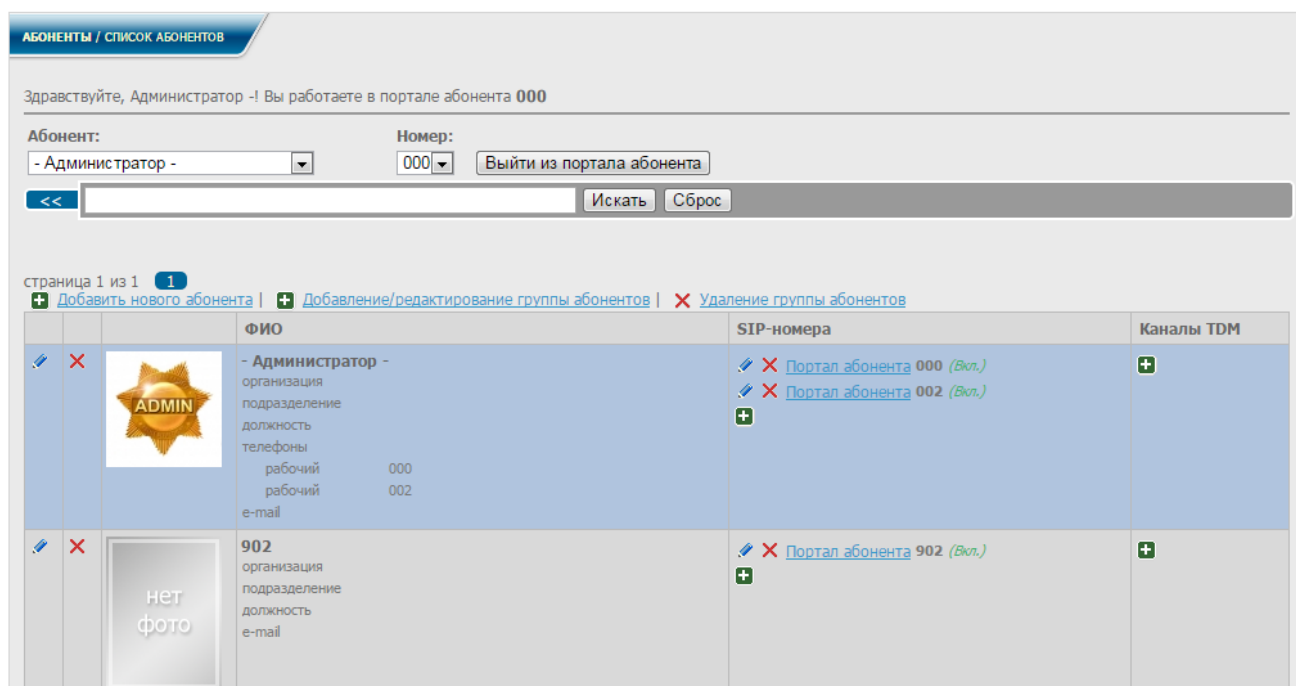 АБОНЕНТЫ / СПИСОК АБОНЕНТОВ
Здравствуйте, Администратор -! Вы работаете в портале абонента 000
Абонент: Номер:
- Администратор - 000 Выйти из портала абонента
<< Искать Сброс
страница 1 из 1 1
Добавить нового абонента | Добавление/редактирование группы абонентов | Удаление группы абонентов
ФИО SIP-номера Каналы TDM
ADMIN
- Администратор -
организация
подразделение
должность
телефоны
рабочий 000
рабочий 002
e-mail
Портал абонента 000 (Вкл.)
Портал абонента 002 (Вкл.)
нет
фото
902
организация
подразделение
должность
e-mail
Портал абонента 902 (Вкл.)